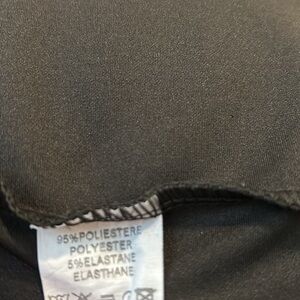 95%POLIESTERE
POLYESTER
5%ELASTANE
ELASTHANE